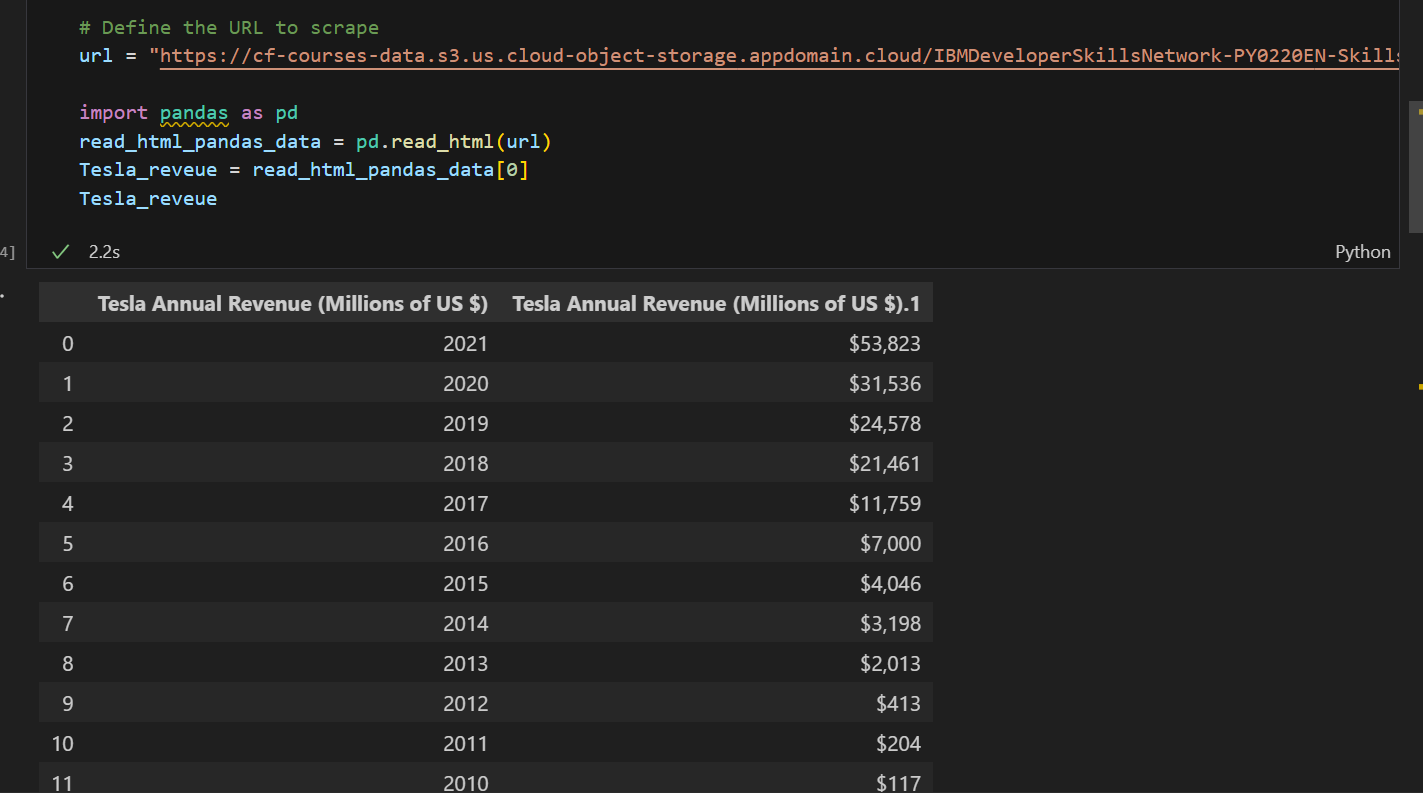 # Define the URL to scrape
url = "https://cf-courses-data.s3.us.cloud-object-storage.appdomain.cloud/IBMDeveloperSkillsNetwork-PY0220EN-Skill
import pandas as pd
read_html_pandas_data = pd.read_html(url)
Tesla_reveue = read_html_pandas_data[0]
Tesla_reveue
4] 2.2s Python
Tesla Annual Revenue (Millions of US $) Tesla Annual Revenue (Millions of US $).1
0 2021 $53,823
1 2020 $31,536
2 2019 $24,578
3 2018 $21,461
4 2017 $11,759
5 2016 $7,000
6 2015 $4,046
7 2014 $3,198
8 2013 $2,013
9 2012 $413
10 2011 $204
11 2010 $117